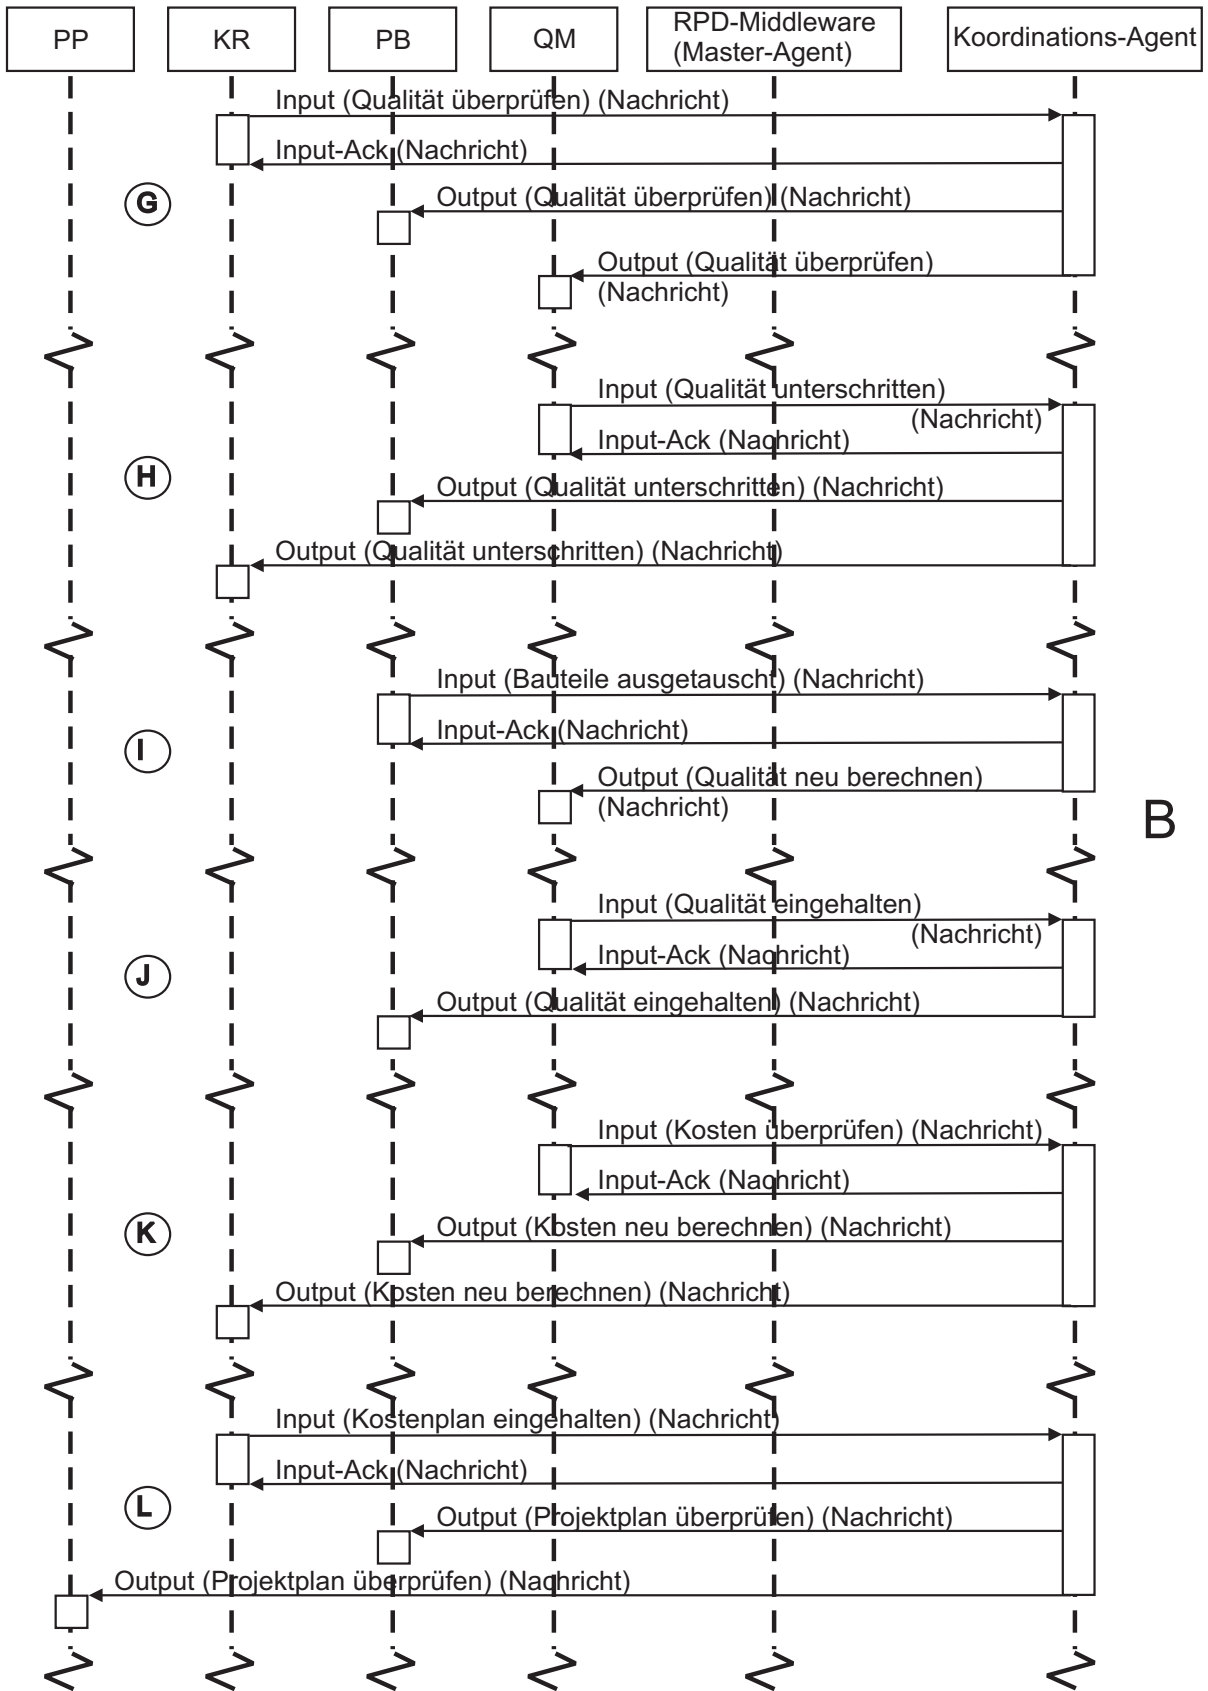 PP
KR
PB
QM
RPD-Middleware
(Master-Agent)
Koordinations-Agent
Input (Qualität überprüfen) (Nachricht)
Input-Ack (Nachricht)
G
Output (Qualität überprüfen) (Nachricht)
Output (Qualität überprüfen)
(Nachricht)
Input (Qualität unterschritten)
(Nachricht)
Input-Ack (Nachricht)
H
Output (Qualität unterschritten) (Nachricht)
Output (Qualität unterschritten) (Nachricht)
Input (Bauteile ausgetauscht) (Nachricht)
Input-Ack (Nachricht)
I
Output (Qualität neu berechnen)
(Nachricht)
B
Input (Qualität eingehalten)
(Nachricht)
Input-Ack (Nachricht)
J
Output (Qualität eingehalten) (Nachricht)
Input (Kosten überprüfen) (Nachricht)
Input-Ack (Nachricht)
K
Output (Kosten neu berechnen) (Nachricht)
Output (Kosten neu berechnen) (Nachricht)
Input (Kostenplan eingehalten) (Nachricht)
Input-Ack (Nachricht)
L
Output (Projektplan überprüfen) (Nachricht)
Output (Projektplan überprüfen) (Nachricht)